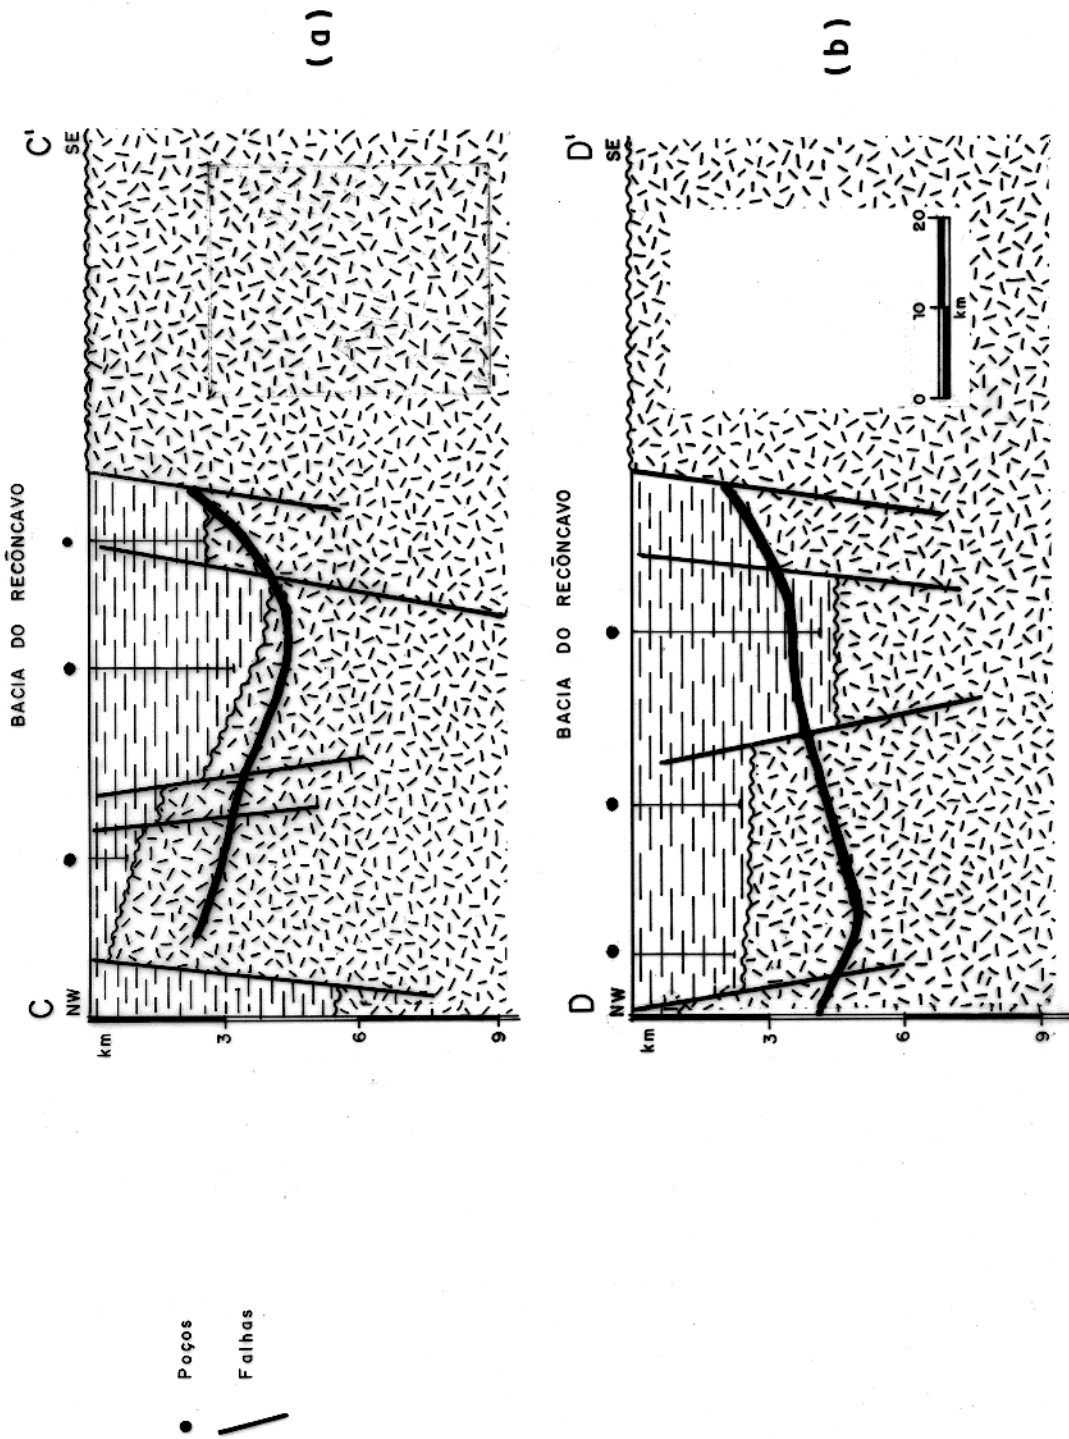 BACIA DO RECÔNCAVO
C
C'
NW
SE
km
3
6
9
(a)
BACIA DO RECÔNCAVO
D
D'
NW
SE
km
3
6
9
0 10 20
km
(b)
Poços
Falhas